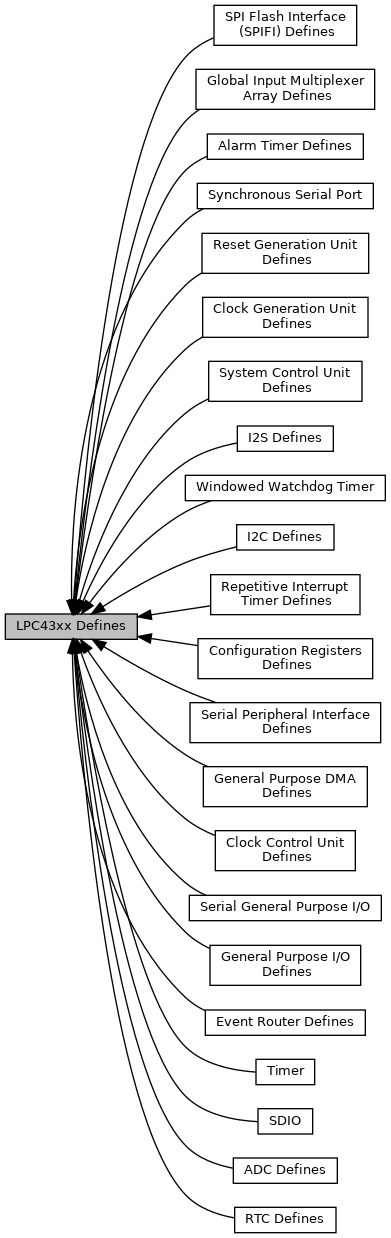 SPI Flash Interface
(SPIFI) Defines
Global Input Multiplexer
Array Defines
Alarm Timer Defines
Synchronous Serial Port
Reset Generation Unit
Defines
Clock Generation Unit
Defines
System Control Unit
Defines
I2S Defines
Windowed Watchdog Timer
I2C Defines
Repetitive Interrupt
Timer Defines
LPC43xx Defines
Configuration Registers
Defines
Serial Peripheral Interface
Defines
General Purpose DMA
Defines
Clock Control Unit
Defines
Serial General Purpose I/O
General Purpose I/O
Defines
Event Router Defines
Timer
SDIO
ADC Defines
RTC Defines